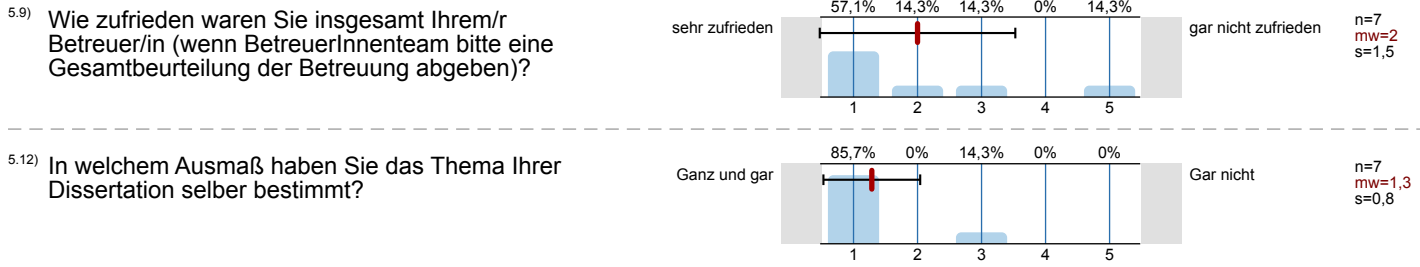 5.9) Wie zufrieden waren Sie insgesamt Ihrem/r
Betreuer/in (wenn BetreuerInnenteam bitte eine
Gesamtbeurteilung der Betreuung abgeben)?
sehr zufrieden
57,1% 14,3% 14,3% 0% 14,3%
1 2 3 4 5
gar nicht zufrieden
n=7
mw=2
s=1,5
5.12) In welchem Ausmaß haben Sie das Thema Ihrer
Dissertation selber bestimmt?
Ganz und gar
85,7% 0% 14,3% 0% 0%
1 2 3 4 5
Gar nicht
n=7
mw=1,3
s=0,8